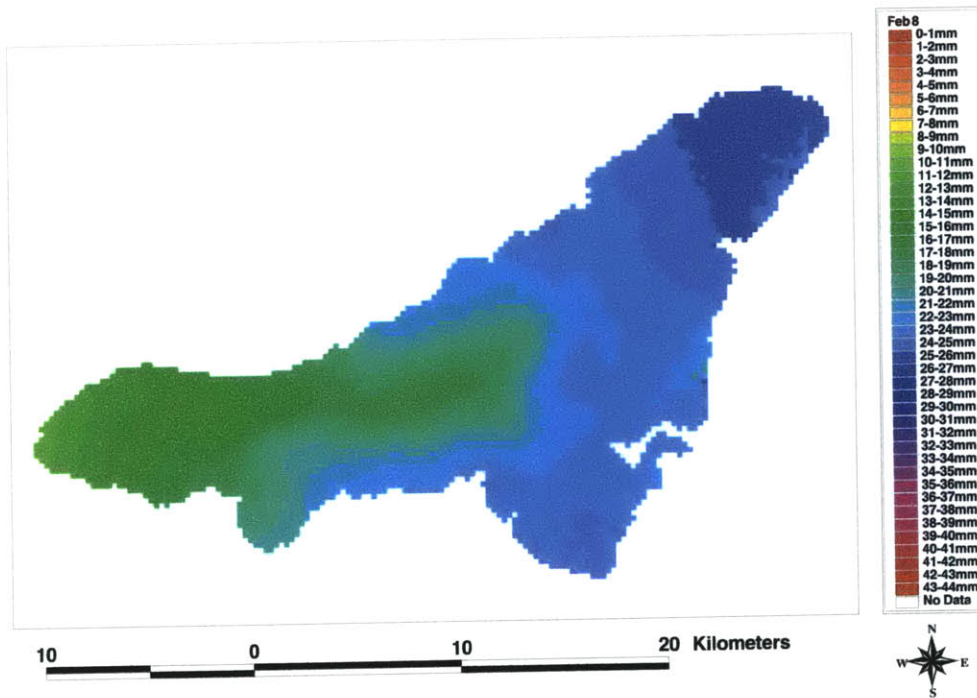 Feb 8
0-1mm
1-2mm
2-3mm
3-4mm
4-5mm
5-6mm
6-7mm
7-8mm
8-9mm
9-10mm
10-11mm
11-12mm
12-13mm
13-14mm
14-15mm
15-16mm
16-17mm
17-18mm
18-19mm
19-20mm
20-21mm
21-22mm
22-23mm
23-24mm
24-25mm
25-26mm
26-27mm
27-28mm
28-29mm
29-30mm
30-31mm
31-32mm
32-33mm
33-34mm
34-35mm
35-36mm
36-37mm
37-38mm
38-39mm
39-40mm
40-41mm
41-42mm
42-43mm
43-44mm
No Data
10 0 10 20 Kilometers
N
W E
S